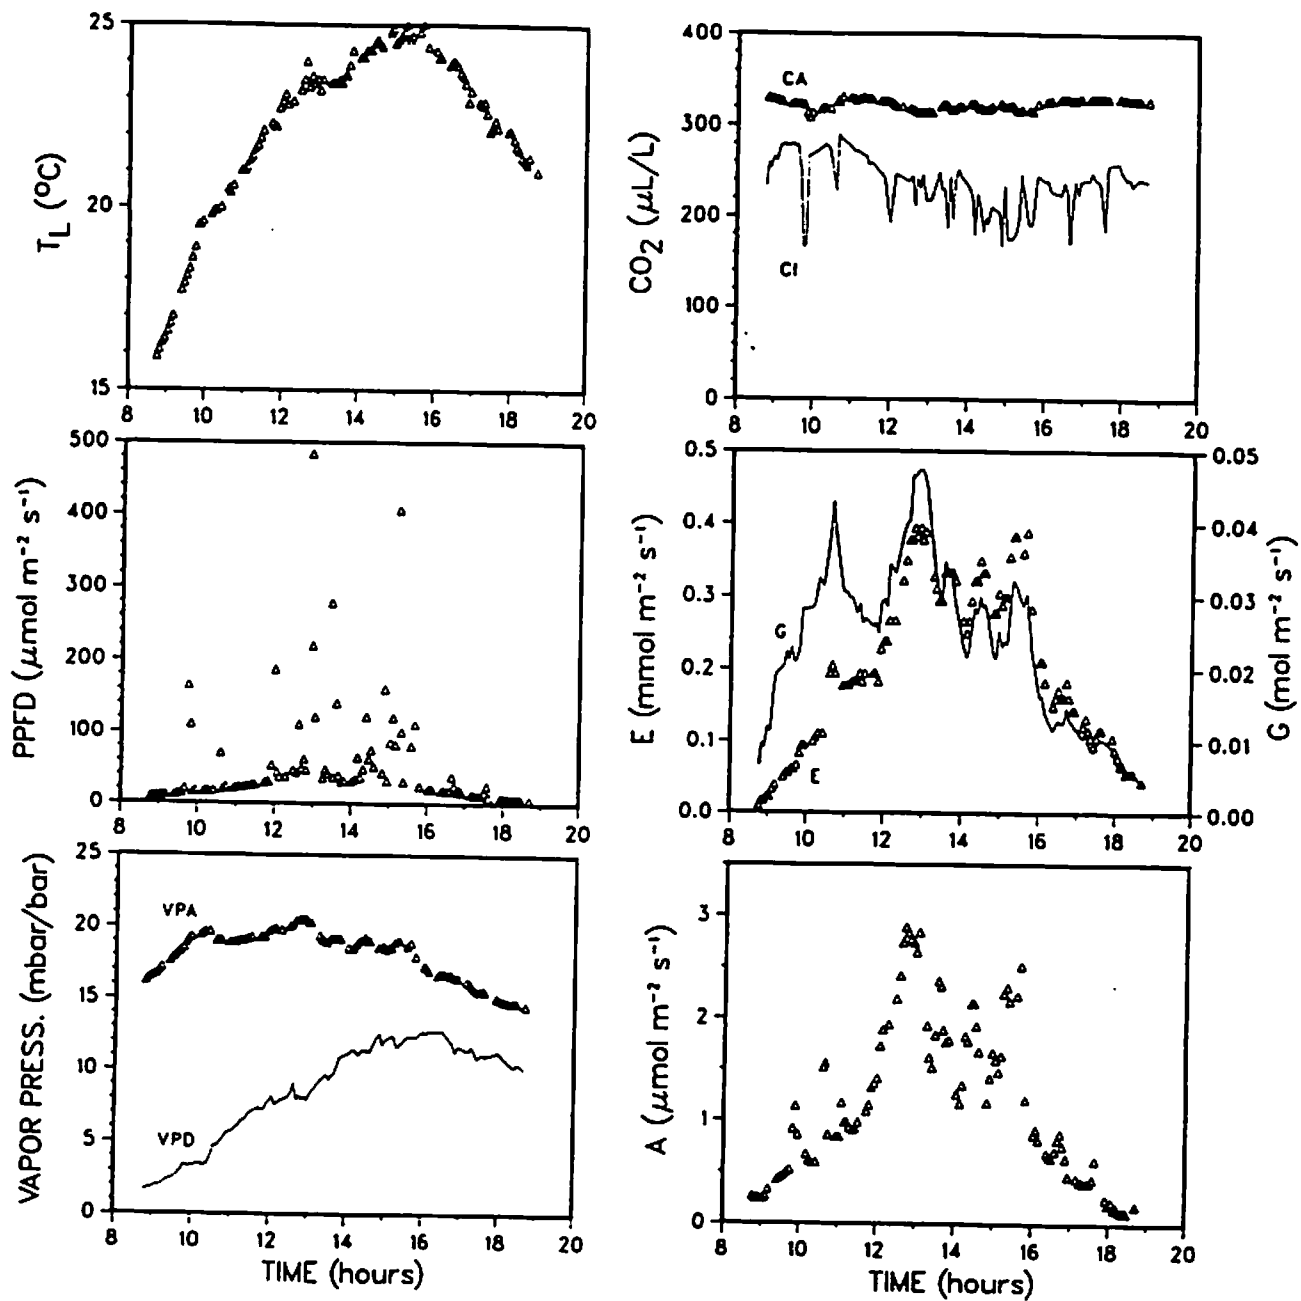 25
20
15
T_L (°C)
8 10 12 14 16 18 20
400
300
200
100
0
CO₂ (μL/L)
CA
CI
8 10 12 14 16 18 20
500
400
300
200
100
0
PPFD (μmol m⁻² s⁻¹)
8 10 12 14 16 18 20
0.5
0.4
0.3
0.2
0.1
0.0
E (mmol m⁻² s⁻¹)
G
E
0.05
0.04
0.03
0.02
0.01
0.00
G (mol m⁻² s⁻¹)
8 10 12 14 16 18 20
25
20
15
10
5
0
VAPOR PRESS. (mbar/bar)
VPA
VPD
8 10 12 14 16 18 20
TIME (hours)
3
2
1
0
A (μmol m⁻² s⁻¹)
8 10 12 14 16 18 20
TIME (hours)